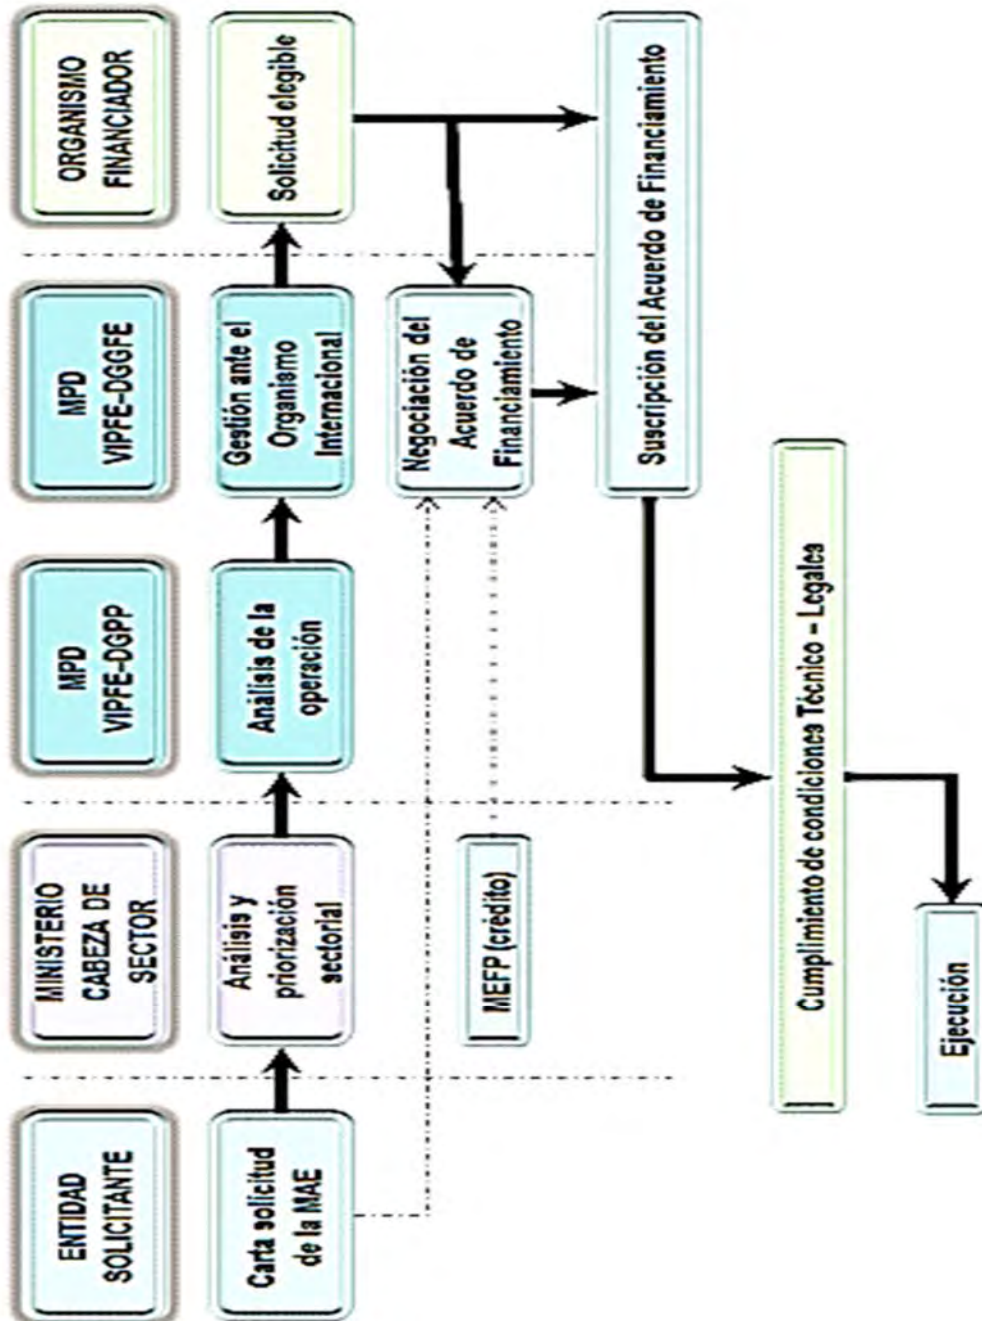 ENTIDAD
SOLICITANTE
MINISTERIO
CABEZA DE
SECTOR
MPD
VIPFE-DGPP
MPD
VIPFE-DGGFE
ORGANISMO
FINANCIADOR
Carta solicitud
de la MAE
Análisis y
priorización
sectorial
Análisis de la
operación
Gestión ante el
Organismo
Internacional
Solicitud elegible
Negociación del
Acuerdo de
Financiamiento
MEFP (crédito)
Suscripción del Acuerdo de Financiamiento
Cumplimiento de condiciones Técnico – Legales
Ejecución